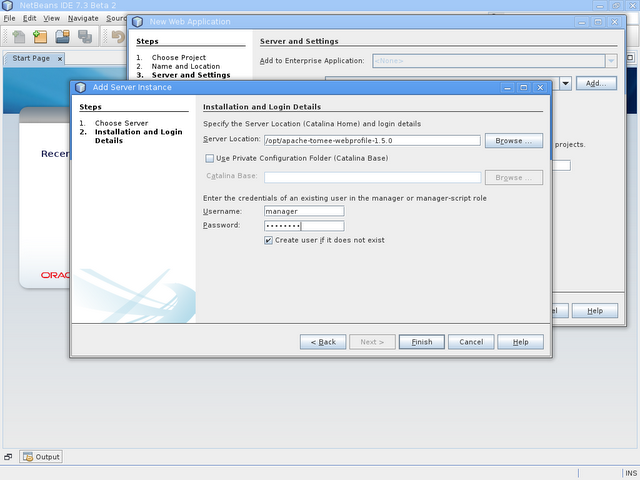 NetBeans IDE 7.3 Beta 2
File Edit View Navigate Sourc
New Web Application
Start Page
Steps
1. Choose Project
2. Name and Location
3. Server and Settings
Server and Settings
Add to Enterprise Application: <None>
Add...
Add Server Instance
Steps
1. Choose Server
2. Installation and Login Details
Installation and Login Details
Specify the Server Location (Catalina Home) and login details
Server Location: /opt/apache-tomee-webprofile-1.5.0 Browse ...
Use Private Configuration Folder (Catalina Base)
Catalina Base: Browse ...
Enter the credentials of an existing user in the manager or manager-script role
Username: manager
Password: ••••••••
Create user if it does not exist
< Back Next > Finish Cancel Help
Recen
projects.
ORAC
el Help
Output
INS